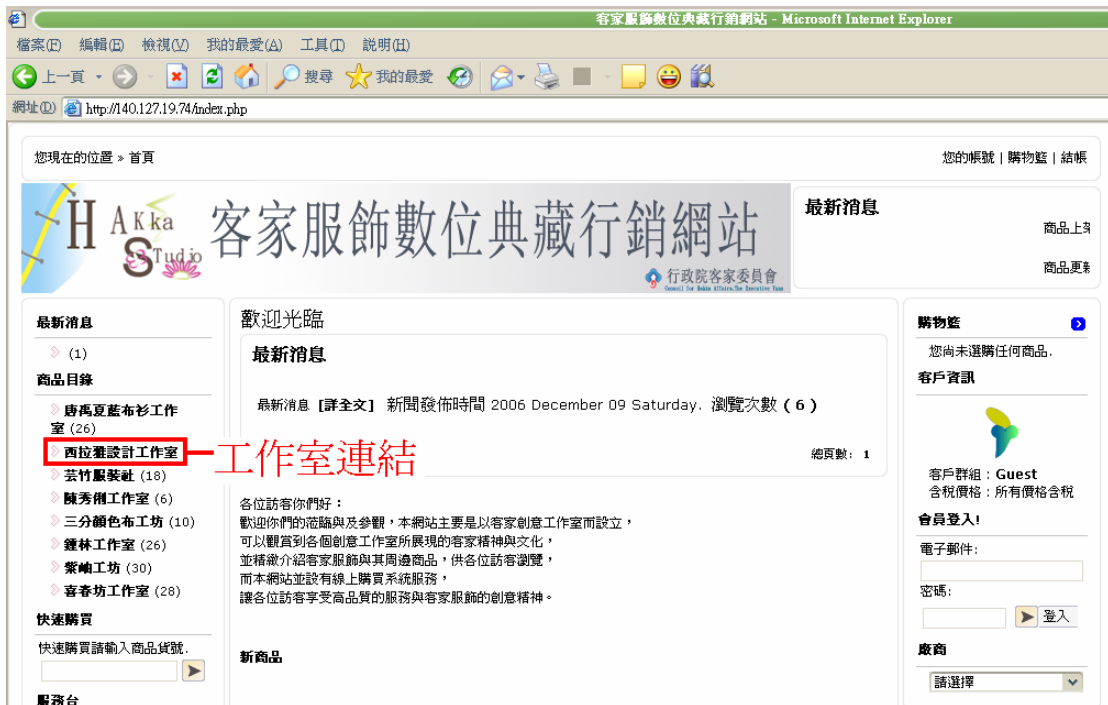 客家服飾數位典藏行銷網站 - Microsoft Internet Explorer
檔案(F) 編輯(E) 檢視(V) 我的最愛(A) 工具(T) 說明(H)
上一頁 搜尋 我的最愛
網址(D) http://140.127.19.74/index.php
您現在的位置 » 首頁
您的帳號 | 購物籃 | 結帳
HAKka Studio
客家服飾數位典藏行銷網站
行政院客家委員會
Council for Hakka Affairs.The Executive Yuan
最新消息
商品上架
商品更新
最新消息
(1)
商品目錄
唐禹夏藍布衫工作
室 (26)
西拉雅設計工作室
芸竹服裝社 (18)
陳秀俐工作室 (6)
三分顏色布工坊 (10)
鍾林工作室 (26)
紫岫工坊 (30)
喜春坊工作室 (28)
快速購買
快速購買請輸入商品貨號.
服務台
工作室連結
歡迎光臨
最新消息
最新消息 [詳全文] 新聞發佈時間 2006 December 09 Saturday. 瀏覽次數 ( 6 )
總頁數: 1
各位訪客你們好:
歡迎你們的蒞臨與及參觀,本網站主要是以客家創意工作室而設立,
可以觀賞到各個創意工作室所展現的客家精神與文化,
並精緻介紹客家服飾與其周邊商品,供各位訪客瀏覽,
而本網站並設有線上購買系統服務,
讓各位訪客享受高品質的服務與客家服飾的創意精神。
新商品
購物籃
您尚未選購任何商品.
客戶資訊
客戶群組:Guest
含稅價格:所有價格含稅
會員登入!
電子郵件:
密碼:
登入
廠商
請選擇